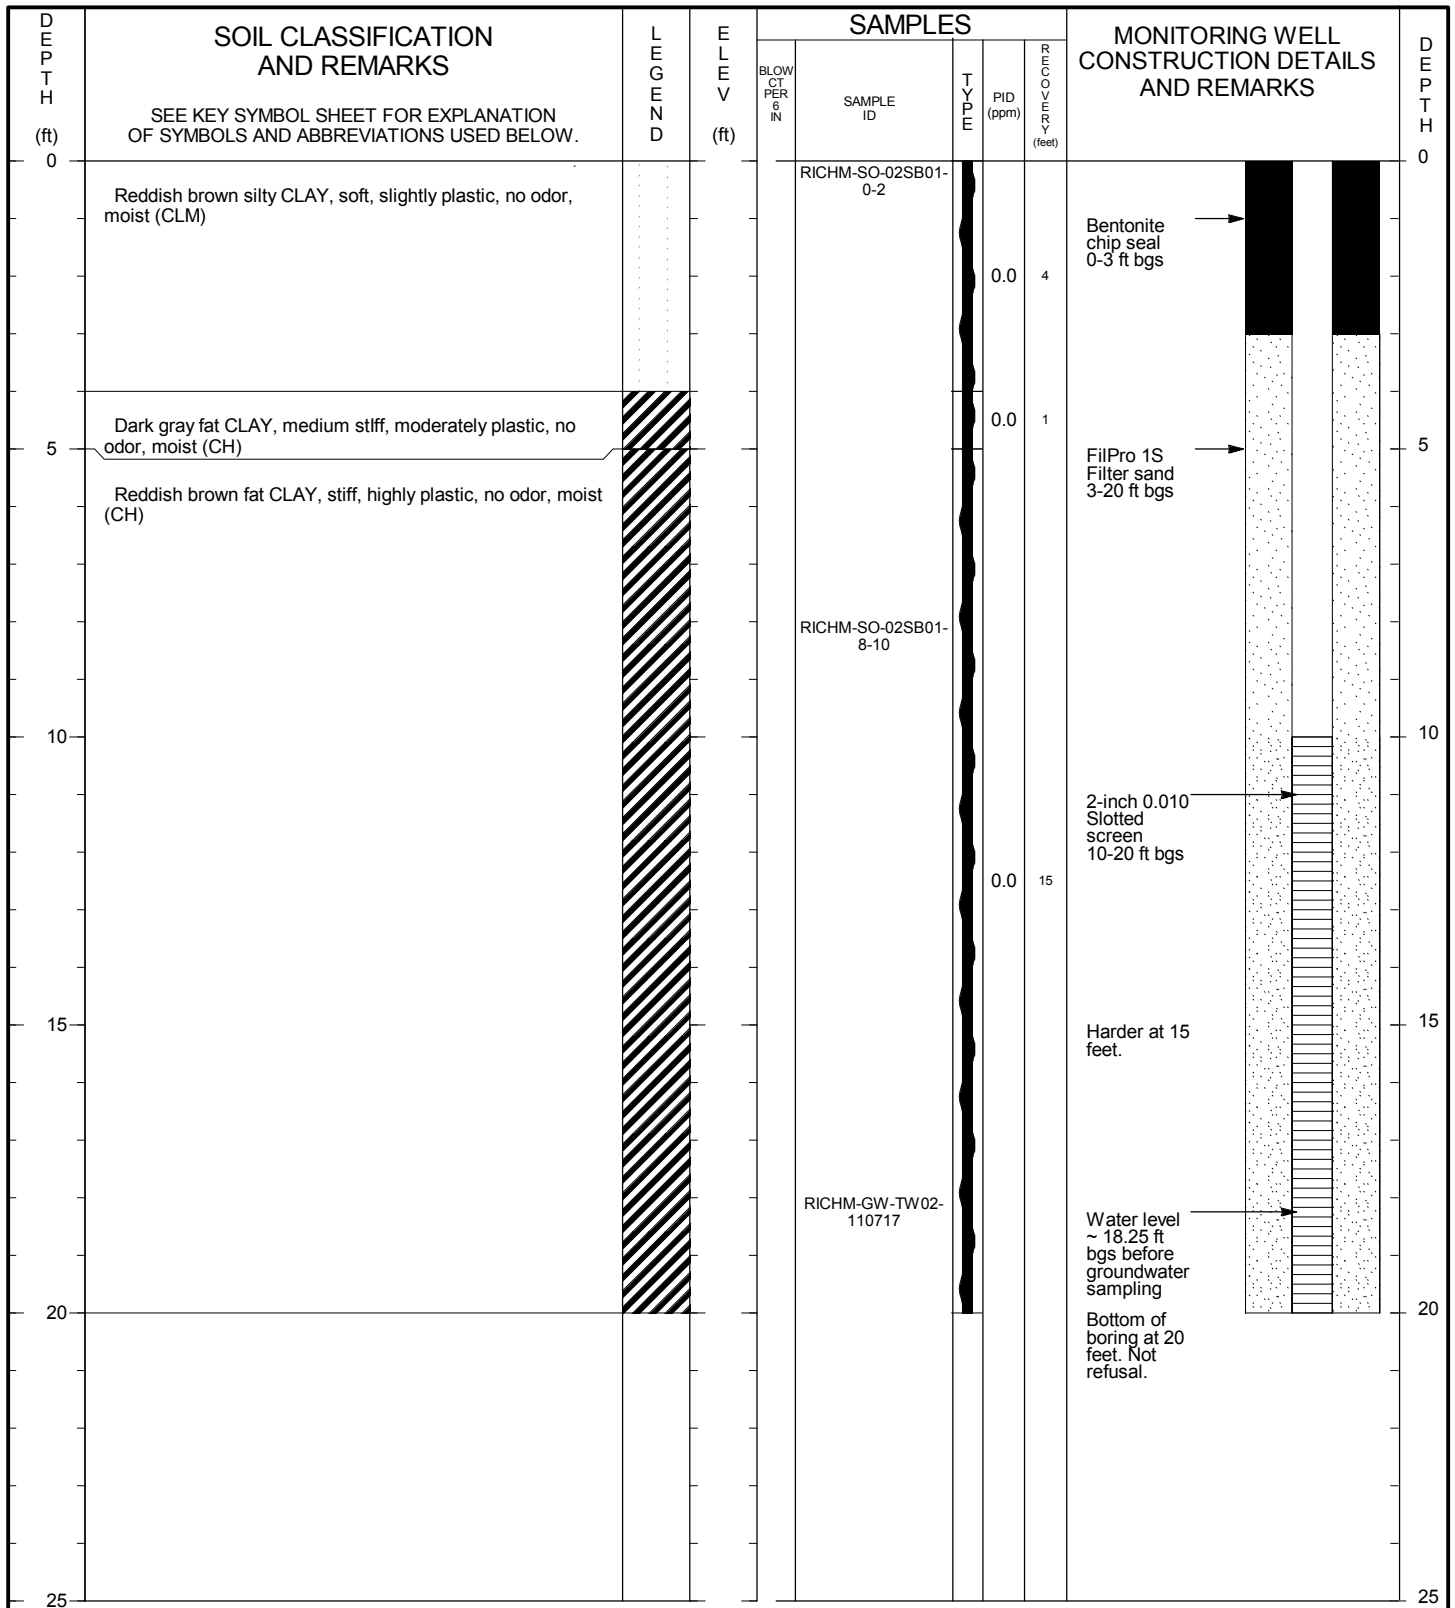 DEPTH
(ft)
SOIL CLASSIFICATION
AND REMARKS
SEE KEY SYMBOL SHEET FOR EXPLANATION
OF SYMBOLS AND ABBREVIATIONS USED BELOW.
LEGEND
ELEV
(ft)
SAMPLES
BLOW
CT
PER
6
IN
SAMPLE
ID
TYPE
PID
(ppm)
RECOVERY
(feet)
MONITORING WELL
CONSTRUCTION DETAILS
AND REMARKS
DEPTH
0
RICHM-SO-02SB01-
0-2
0
Reddish brown silty CLAY, soft, slightly plastic, no odor,
moist (CLM)
Bentonite
chip seal
0-3 ft bgs
0.0
4
Dark gray fat CLAY, medium stIff, moderately plastic, no
odor, moist (CH)
0.0
1
5
5
FilPro 1S
Filter sand
3-20 ft bgs
Reddish brown fat CLAY, stiff, highly plastic, no odor, moist
(CH)
RICHM-SO-02SB01-
8-10
10
10
2-inch 0.010
Slotted
screen
10-20 ft bgs
0.0
15
15
15
Harder at 15
feet.
RICHM-GW-TW02-
110717
Water level
~ 18.25 ft
bgs before
groundwater
sampling
20
20
Bottom of
boring at 20
feet. Not
refusal.
25
25